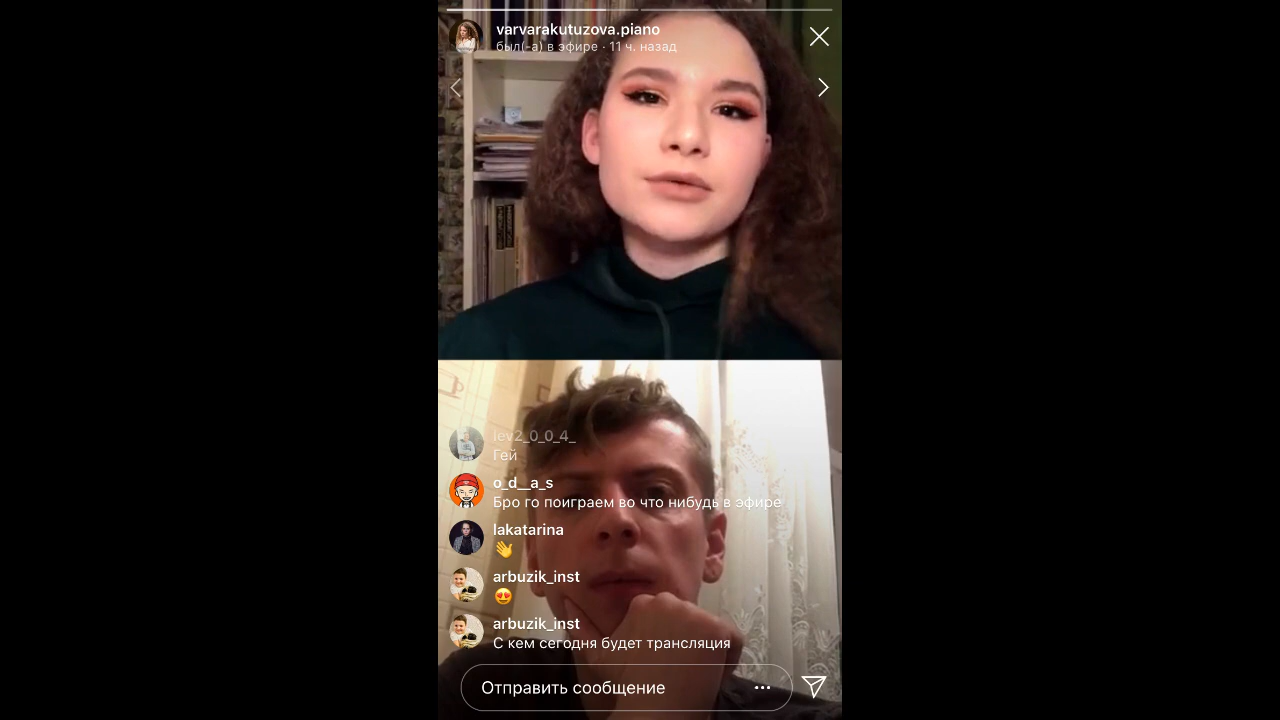 varvarakutuzova.piano
был(-а) в эфире · 11 ч. назад
lev2_0_0_4_
Гей
o_d__a_s
Бро го поиграем во что нибудь в эфире
lakatarina
👋
arbuzik_inst
😍
arbuzik_inst
С кем сегодня будет трансляция
Отправить сообщение